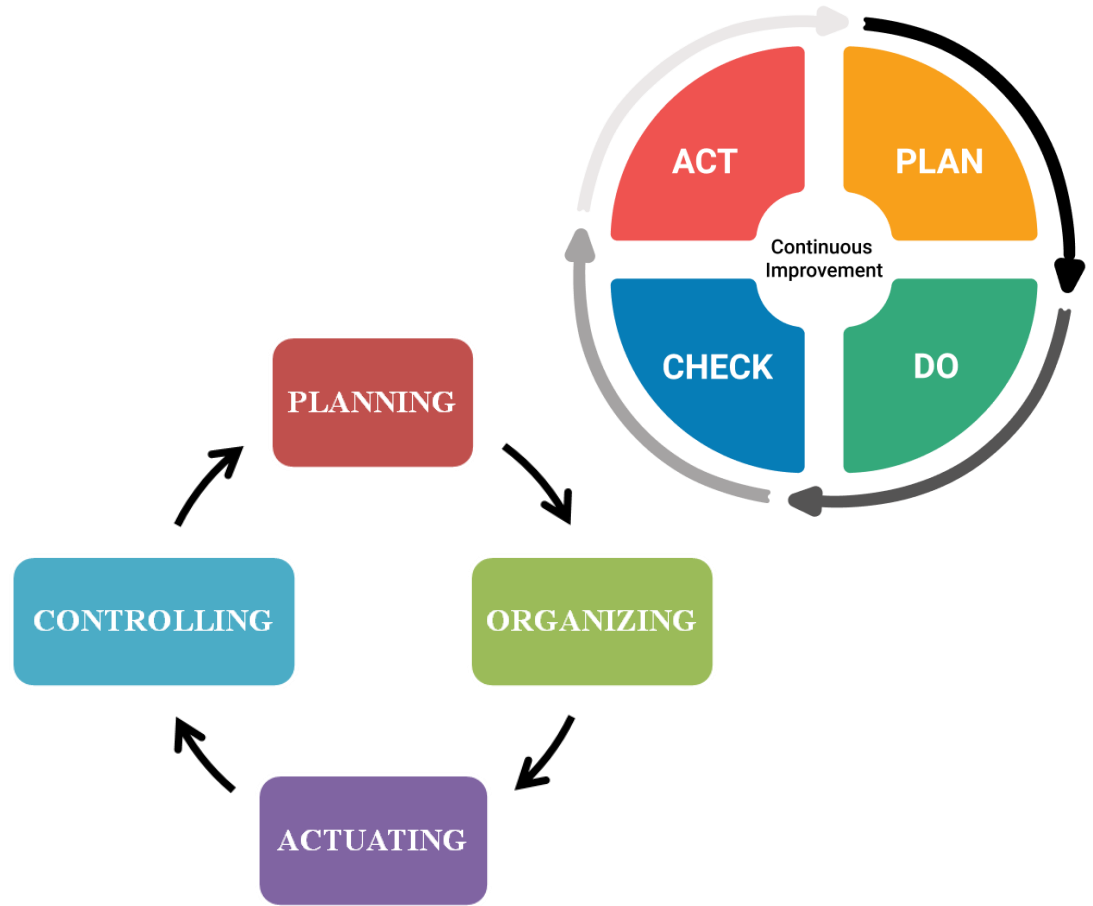 ACT
PLAN
Continuous
Improvement
CHECK
DO
PLANNING
CONTROLLING
ORGANIZING
ACTUATING